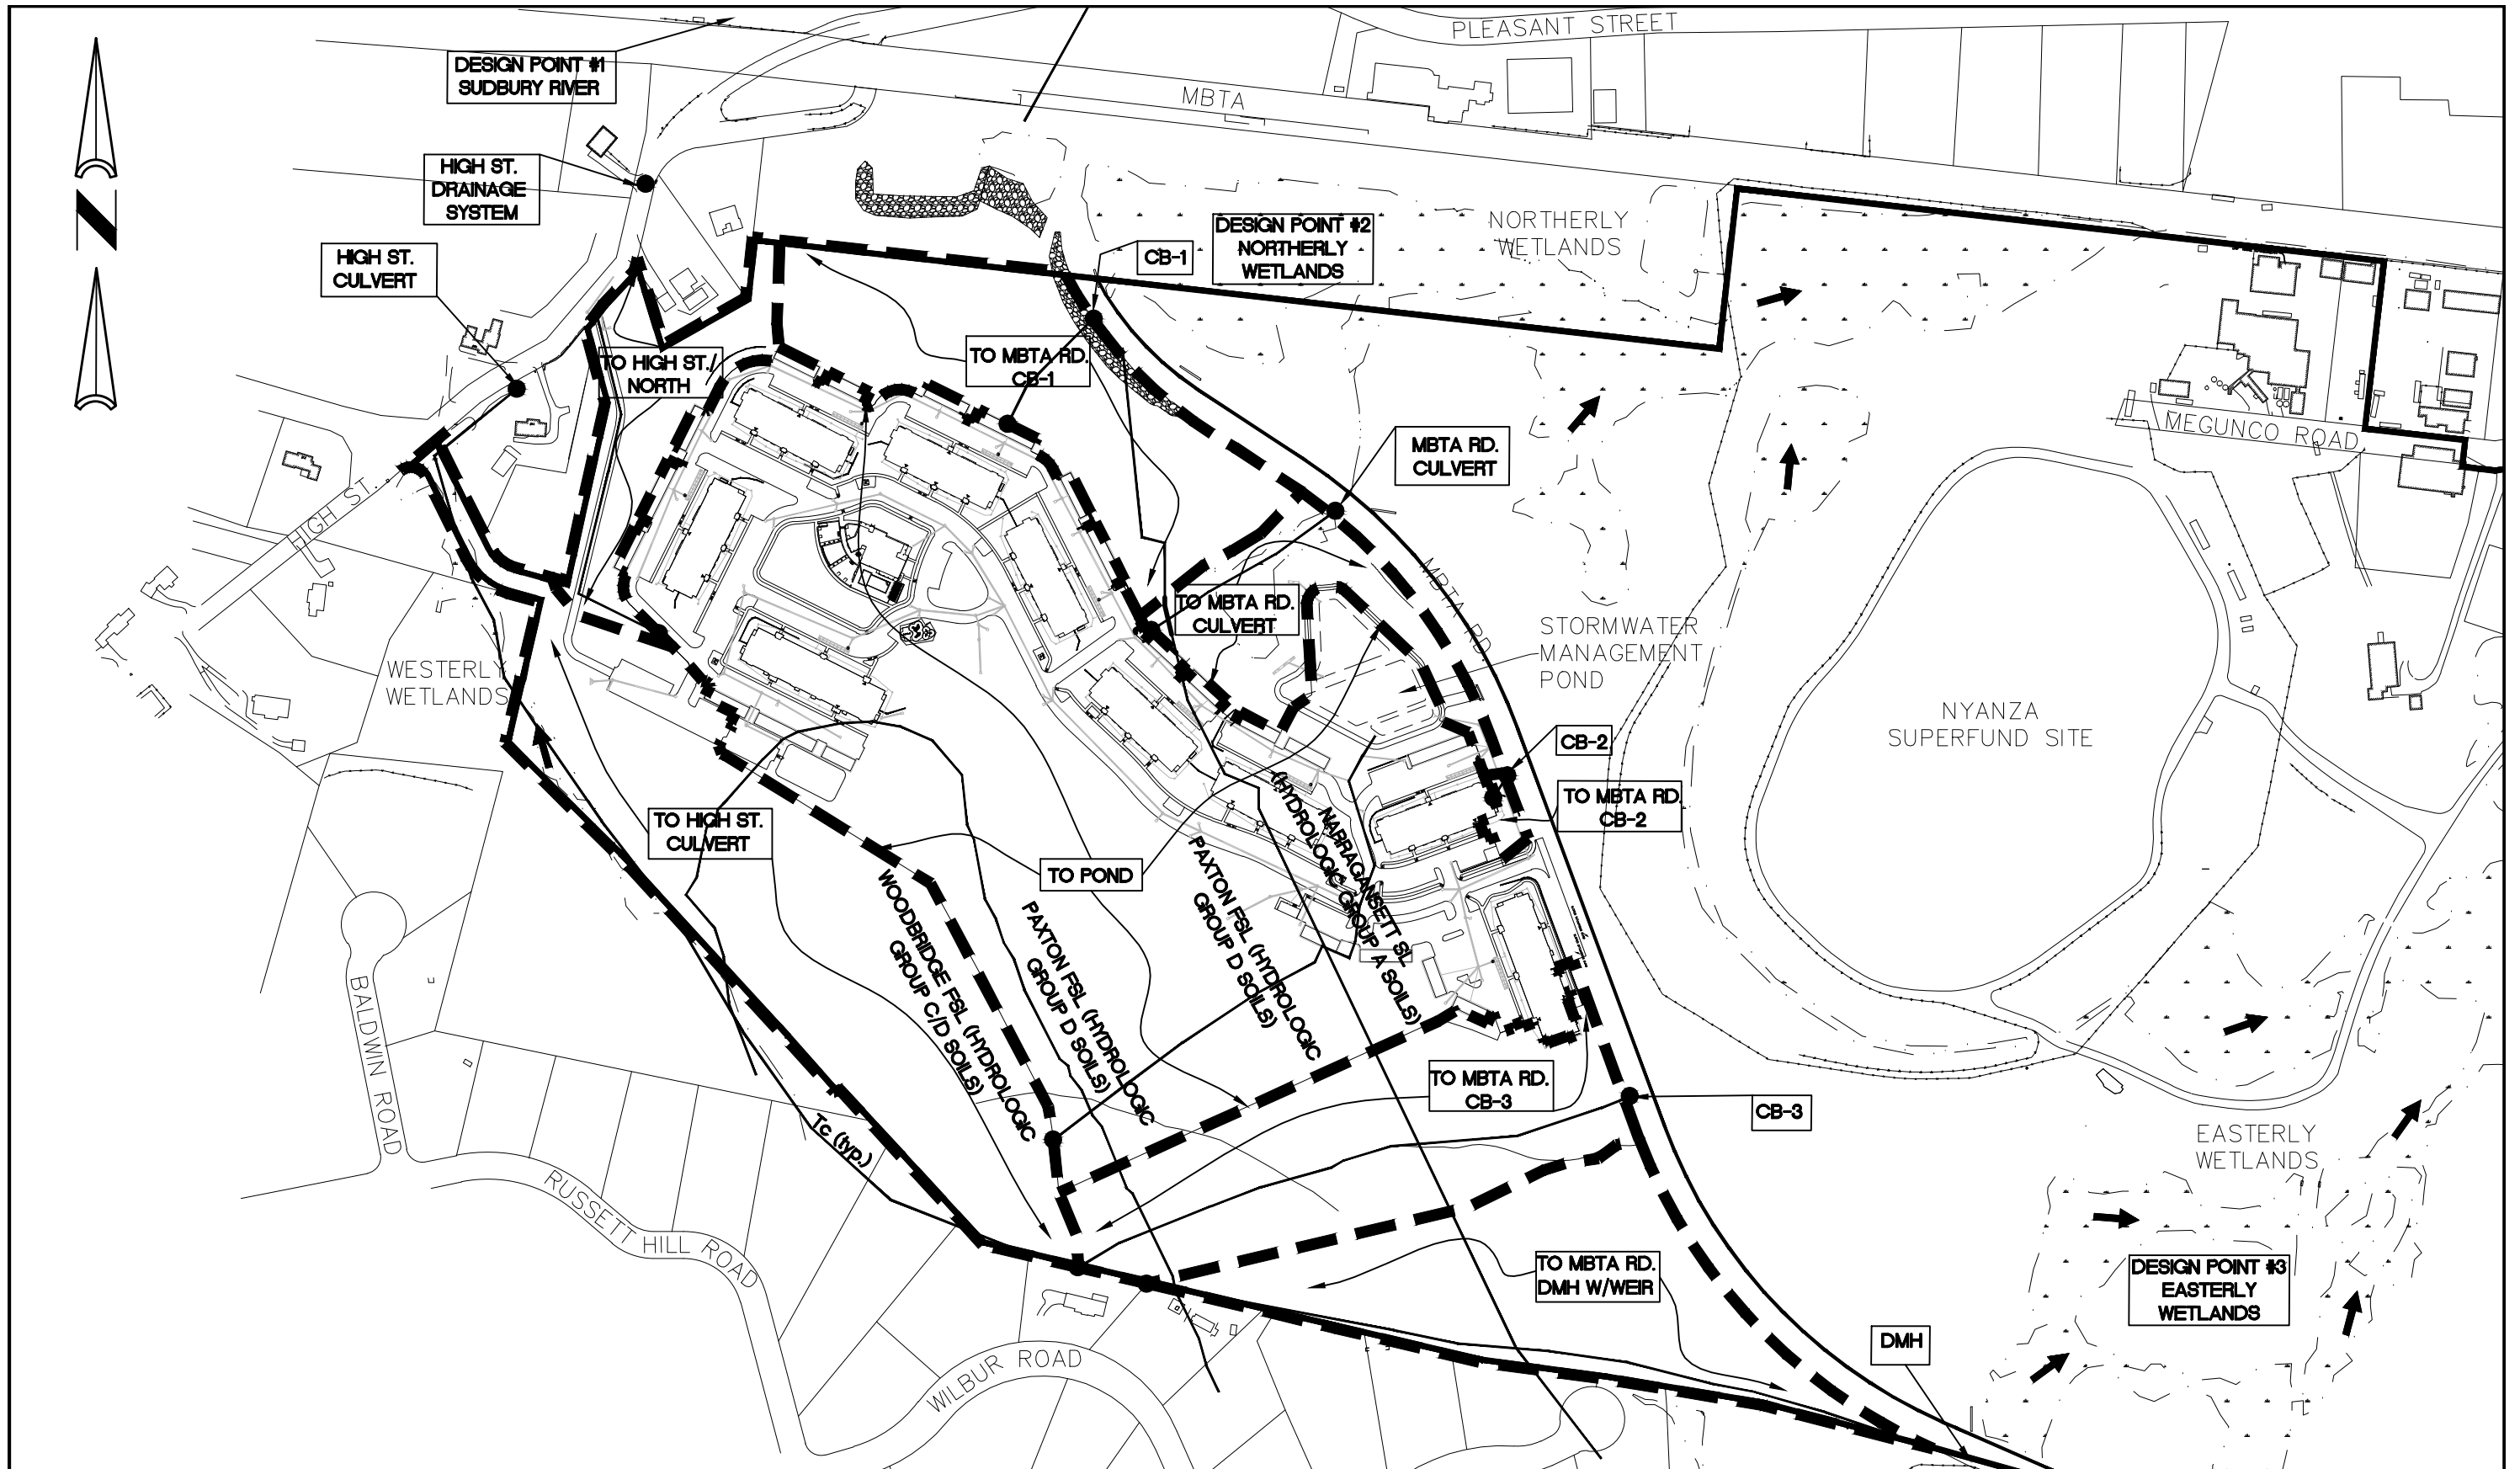 PLEASANT STREET
DESIGN POINT #1
SUDBURY RIVER
MBTA
HIGH ST.
DRAINAGE
SYSTEM
N
DESIGN POINT #2
NORTHERLY
WETLANDS
NORTHERLY
WETLANDS
CB-1
HIGH ST.
CULVERT
TO HIGH ST./
NORTH
TO MBTA RD.
CB-1
MEGUNCO ROAD
MBTA RD.
CULVERT
HIGH ST.
MBTA RD.
TO MBTA RD.
CULVERT
STORMWATER
MANAGEMENT
POND
WESTERLY
WETLANDS
NYANZA
SUPERFUND SITE
CB-2
TO MBTA RD.
CB-2
TO HIGH ST.
CULVERT
TO POND
NARRAGANSETT SL
(HYDROLOGIC GROUP A SOILS)
PAXTON FSL (HYDROLOGIC
GROUP D SOILS)
PAXTON FSL (HYDROLOGIC
GROUP D SOILS)
WOODBRIDGE FSL (HYDROLOGIC
GROUP C/D SOILS)
BALDWIN ROAD
TO MBTA RD.
CB-3
CB-3
Tc (typ.)
EASTERLY
WETLANDS
RUSSETT HILL ROAD
TO MBTA RD.
DMH W/WEIR
DESIGN POINT #3
EASTERLY
WETLANDS
DMH
WILBUR ROAD